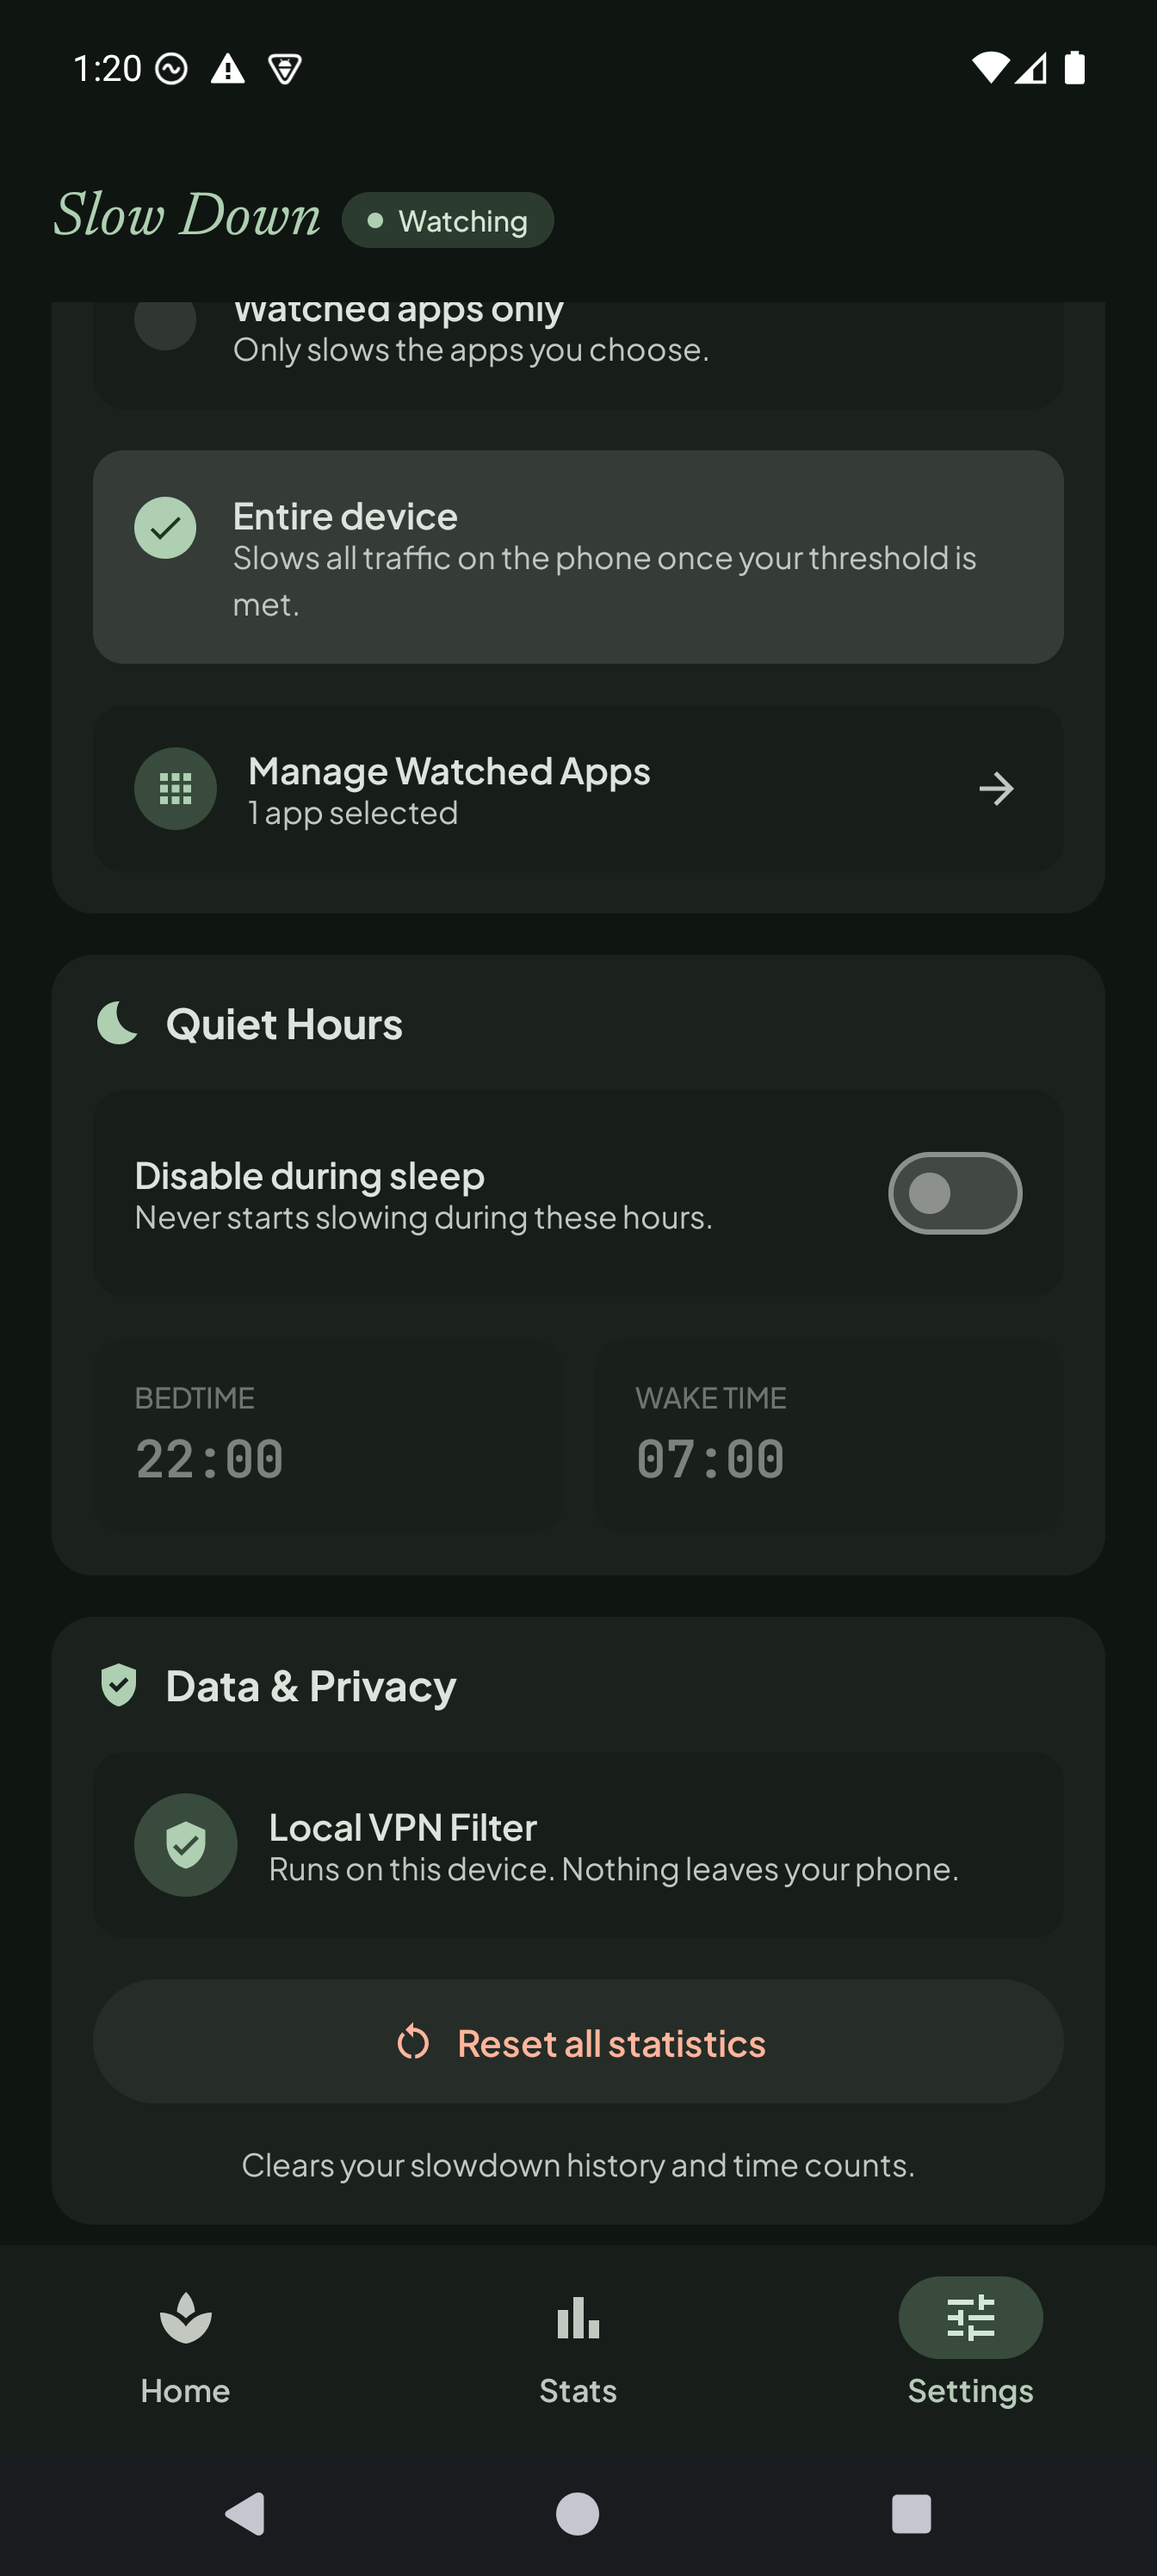 1:20
Slow Down
Watching
Watched apps only
Only slows the apps you choose.
Entire device
Slows all traffic on the phone once your threshold is
met.
Manage Watched Apps
1 app selected
Quiet Hours
Disable during sleep
Never starts slowing during these hours.
BEDTIME
22:00
WAKE TIME
07:00
Data & Privacy
Local VPN Filter
Runs on this device. Nothing leaves your phone.
Reset all statistics
Clears your slowdown history and time counts.
Home
Stats
Settings